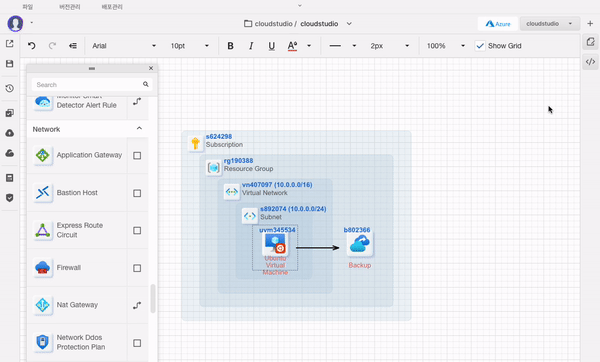 파일 버전관리 배포관리
cloudstudio / cloudstudio
Azure cloudstudio
Arial 10pt B I U A 2px 100% Show Grid
Search
Detector Alert Rule
Network
Application Gateway
Bastion Host
Express Route
Circuit
Firewall
Nat Gateway
Network Ddos
Protection Plan
s624298
Subscription
rg190388
Resource Group
vn407097 (10.0.0.0/16)
Virtual Network
s892074 (10.0.0.0/24)
Subnet
uvm345534
Ubuntu
Virtual
Machine
b802366
Backup